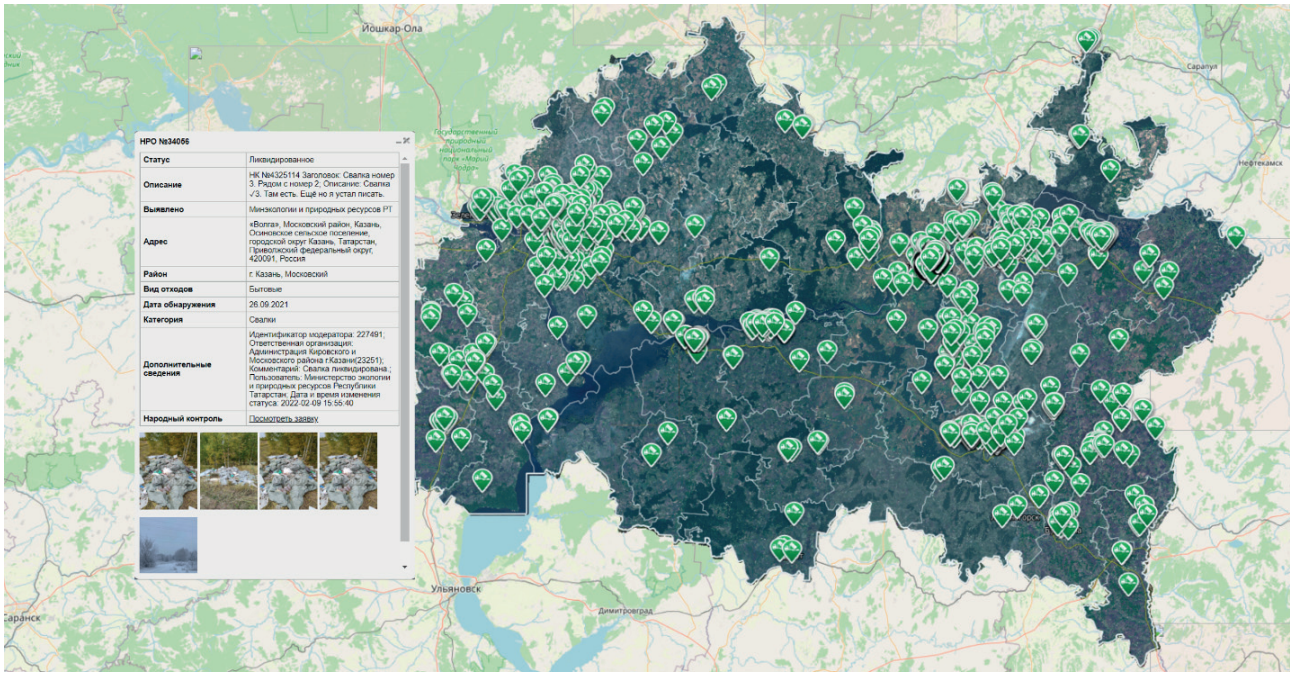 Йошкар-Ола
Сарапул
Нефтекамск
Государственный
природный
национальный
НРО №34056
Статус Ликвидированное
Описание НК №4325114 Заголовок: Свалка номер
3. Рядом с номер 2; Описание: Свалка
√3. Там есть. Ещё но я устал писать.
Выявлено Минэкологии и природных ресурсов РТ
Адрес «Волга», Московский район, Казань,
Осиновское сельское поселение,
городской округ Казань, Татарстан,
Приволжский федеральный округ,
420091, Россия
Район г. Казань, Московский
Вид отходов Бытовые
Дата обнаружения 26.09.2021
Категория Свалки
Дополнительные сведения Идентификатор модератора: 227491;
Ответственная организация:
Администрация Кировского и
Московского района г.Казани(23251);
Комментарий: Свалка ликвидирована.;
Пользователь: Министерство экологии
и природных ресурсов Республики
Татарстан; Дата и время изменения
статуса: 2022-02-09 15:55:40
Народный контроль Посмотреть заявку
Ульяновск
Димитровград
Саранск